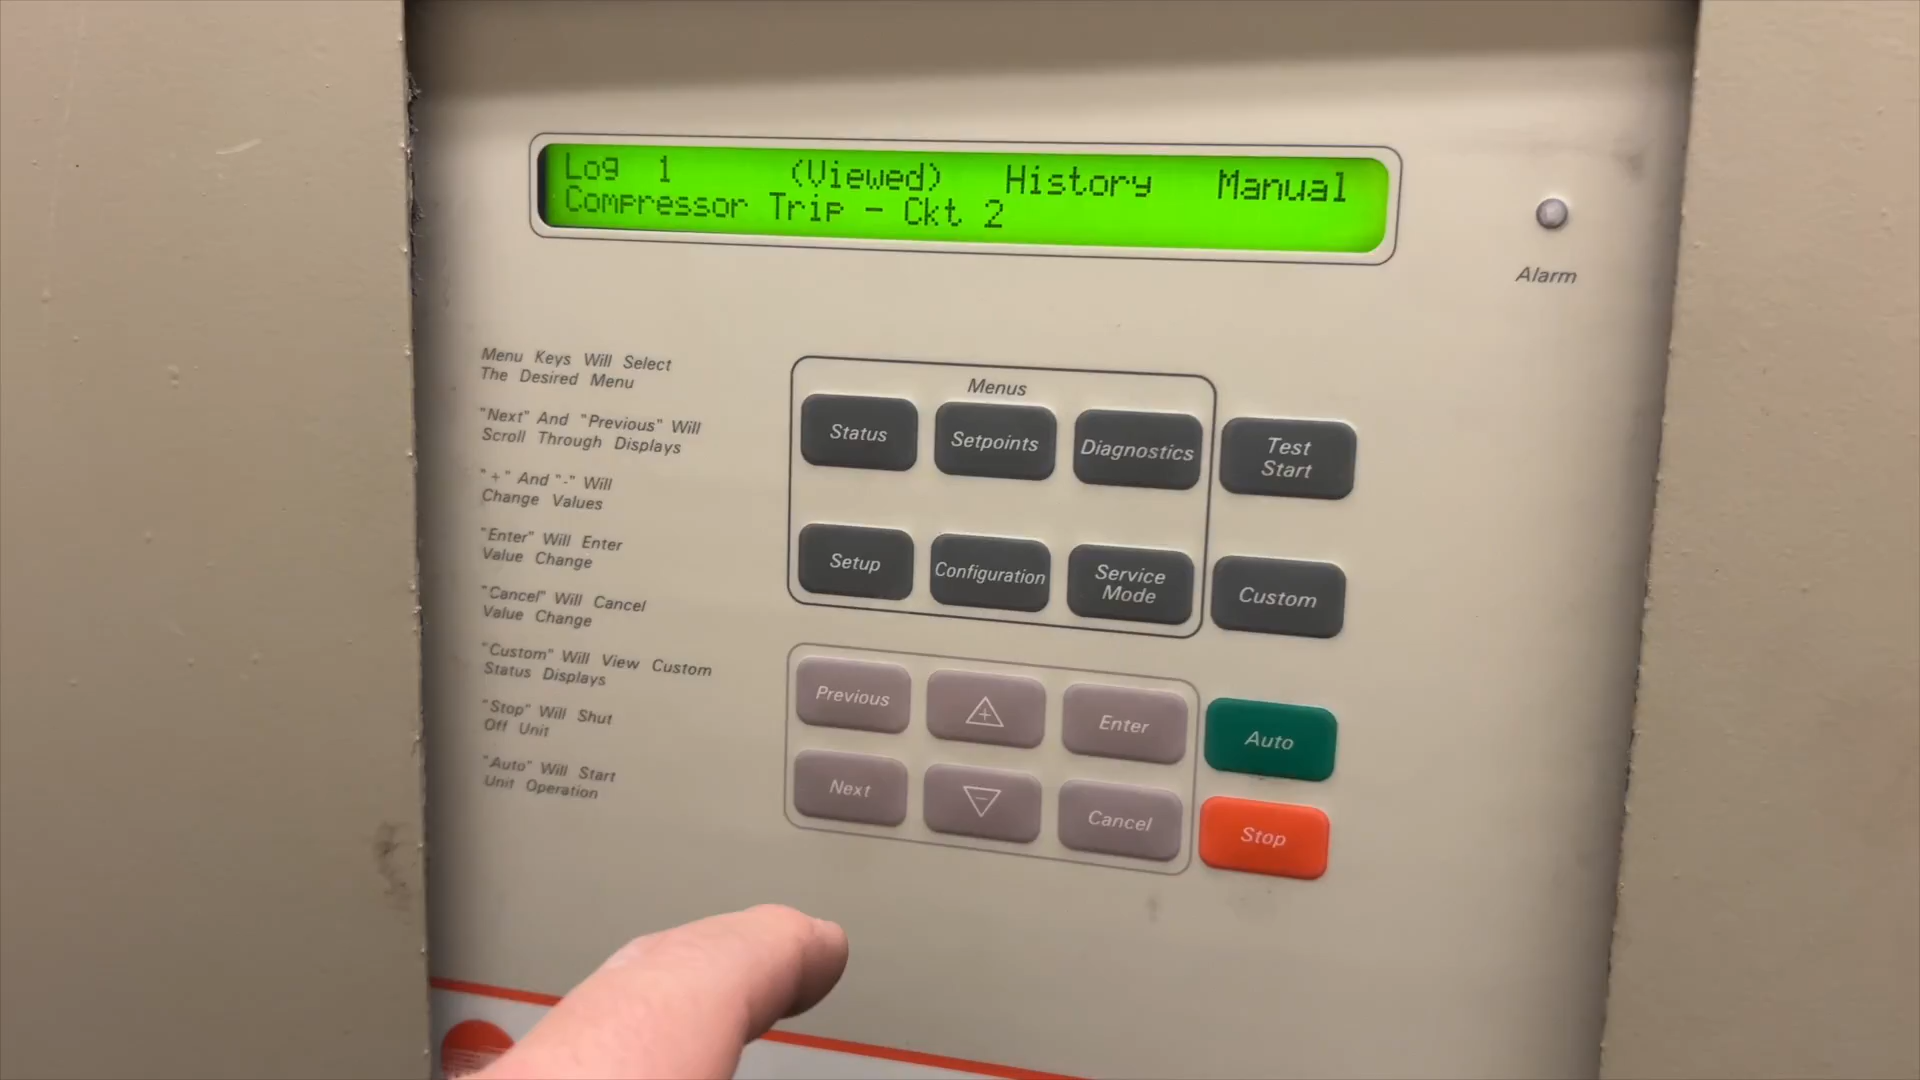 Log 1 (Viewed) History Manual
Compressor Trip - Ckt 2
Alarm
Menu Keys Will Select
The Desired Menu
"Next" And "Previous" Will
Scroll Through Displays
"+" And "-" Will
Change Values
"Enter" Will Enter
Value Change
"Cancel" Will Cancel
Value Change
"Custom" Will View Custom
Status Displays
"Stop" Will Shut
Off Unit
"Auto" Will Start
Unit Operation
Menus
Status
Setpoints
Diagnostics
Test
Start
Setup
Configuration
Service
Mode
Custom
Previous
+
Enter
Auto
Next
-
Cancel
Stop